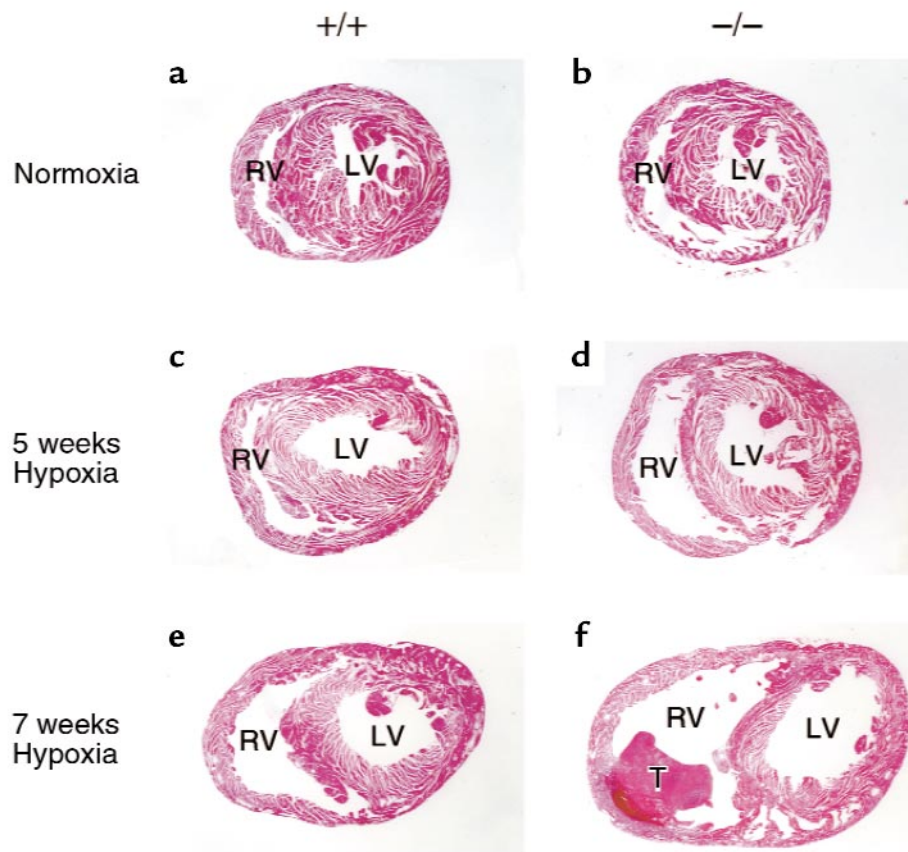 +/+ −/−
a b
Normoxia RV LV RV LV
c d
5 weeks
Hypoxia RV LV RV LV
e f
7 weeks
Hypoxia RV LV RV LV
T